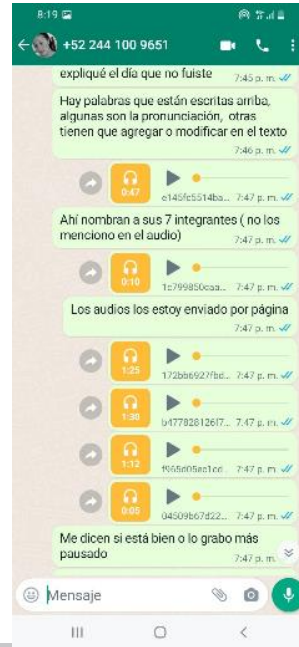 8:19
+52 244 100 9651
expliqué el día que no fuiste
7:45 p. m.
Hay palabras que están escritas arriba,
algunas son la pronunciación, otras
tienen que agregar o modificar en el texto
7:46 p. m.
0:47
e145fc5514ba... 7:47 p. m.
Ahí nombran a sus 7 integrantes ( no los
menciono en el audio)
7:47 p. m.
0:10
7:47 p. m.
Los audios los estoy enviado por página
7:47 p. m.
1:25
172bb6927fbd... 7:47 p. m.
1:30
b477828126f7... 7:47 p. m.
1:12
7:47 p. m.
0:05
04509b67d22... 7:47 p. m.
Me dicen si está bien o lo grabo más
pausado
7:47 p. m.
Mensaje